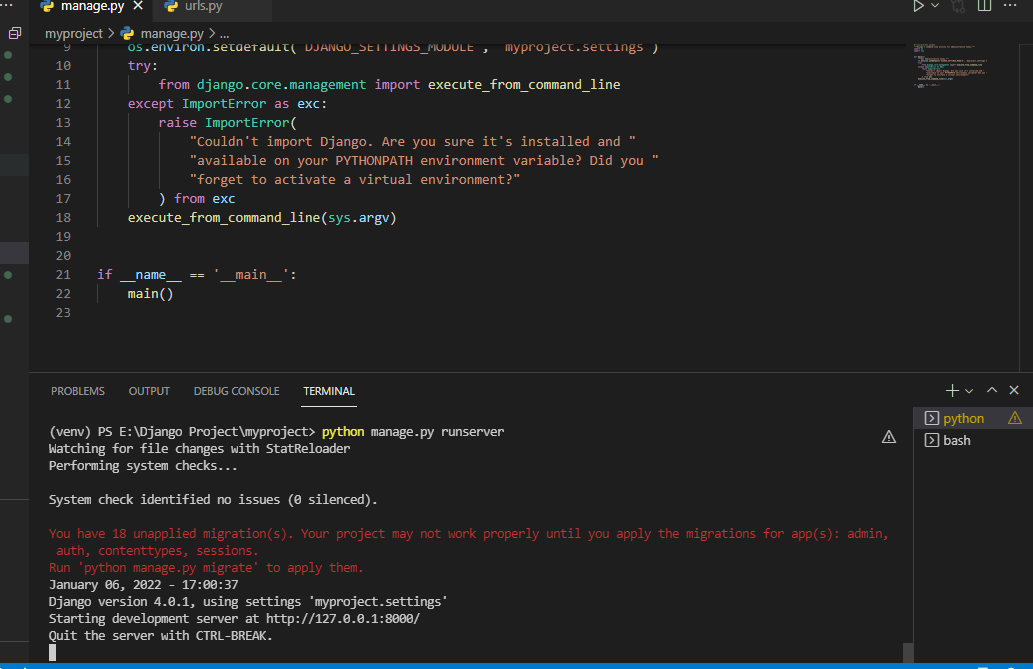 manage.py
urls.py
myproject > manage.py > ...
9 os.environ.setdefault('DJANGO_SETTINGS_MODULE', 'myproject.settings')
10 try:
11 from django.core.management import execute_from_command_line
12 except ImportError as exc:
13 raise ImportError(
14 "Couldn't import Django. Are you sure it's installed and "
15 "available on your PYTHONPATH environment variable? Did you "
16 "forget to activate a virtual environment?"
17 ) from exc
18 execute_from_command_line(sys.argv)
19
20
21 if __name__ == '__main__':
22 main()
23
PROBLEMS OUTPUT DEBUG CONSOLE TERMINAL
python
bash
(venv) PS E:\Django Project\myproject> python manage.py runserver
Watching for file changes with StatReloader
Performing system checks...
System check identified no issues (0 silenced).
You have 18 unapplied migration(s). Your project may not work properly until you apply the migrations for app(s): admin,
auth, contenttypes, sessions.
Run 'python manage.py migrate' to apply them.
January 06, 2022 - 17:00:37
Django version 4.0.1, using settings 'myproject.settings'
Starting development server at http://127.0.0.1:8000/
Quit the server with CTRL-BREAK.